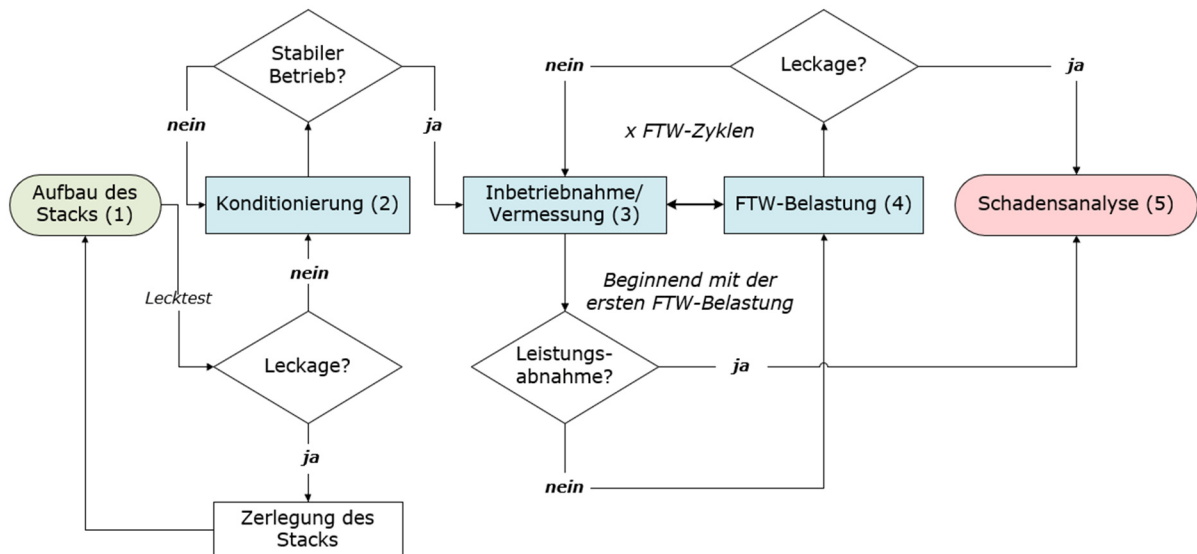 Stabiler
Betrieb?
nein
ja
Aufbau des
Stacks (1)
Konditionierung (2)
Lecktest
nein
Leckage?
ja
Zerlegung des
Stacks
nein
Leckage?
ja
x FTW-Zyklen
Inbetriebnahme/
Vermessung (3)
FTW-Belastung (4)
Schadensanalyse (5)
Beginnend mit der
ersten FTW-Belastung
Leistungs-
abnahme?
ja
nein